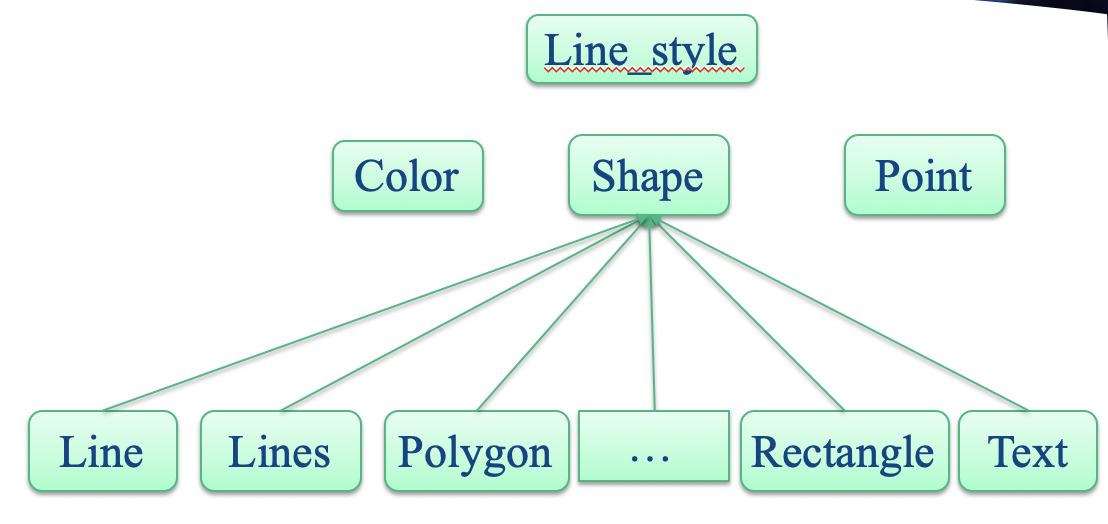 Line_style
Color
Shape
Point
Line
Lines
Polygon
...
Rectangle
Text